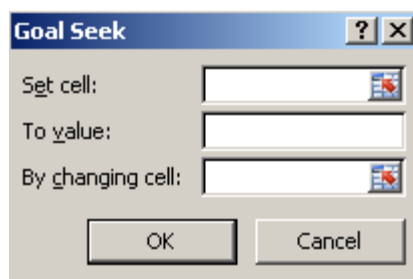 Goal Seek
Set cell:
To value:
By changing cell:
OK Cancel